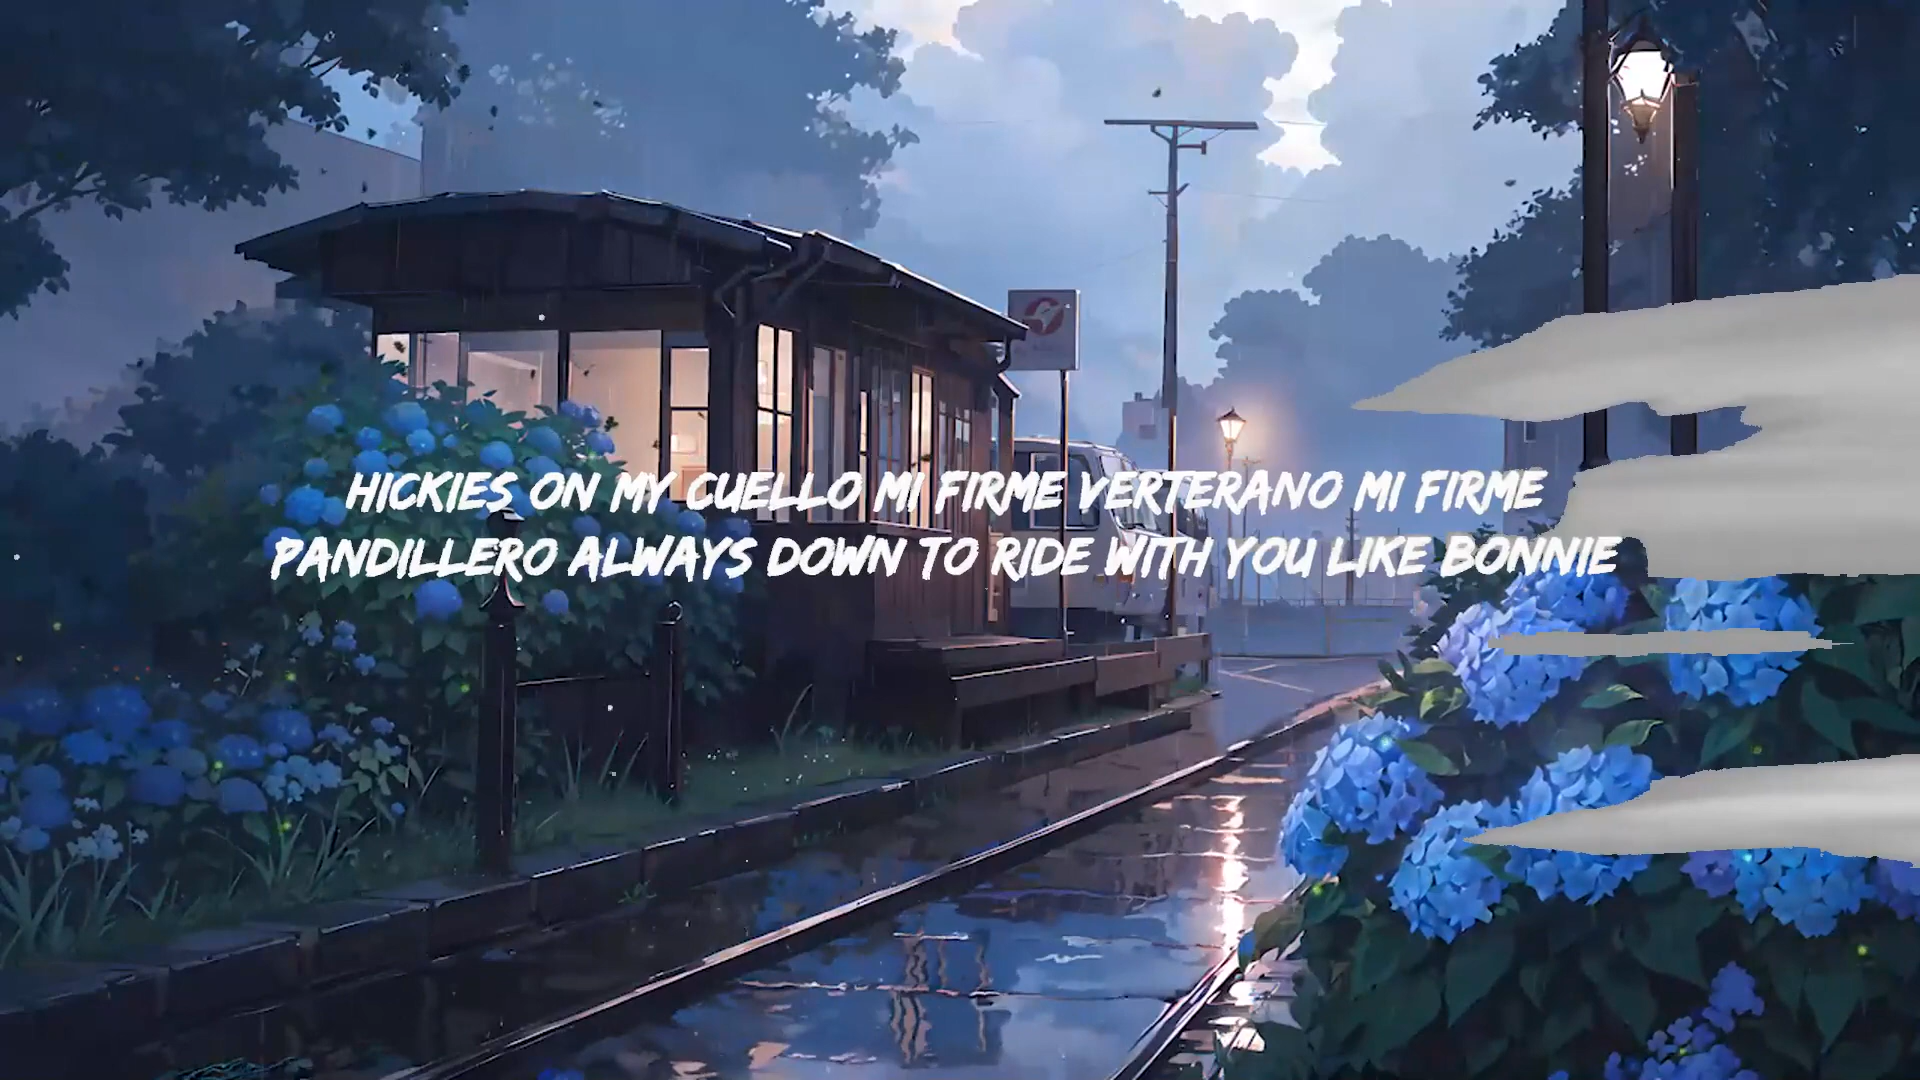 HICKIES ON MY CUELLO MI FIRME VERTERANO MI FIRME
PANDILLERO ALWAYS DOWN TO RIDE WITH YOU LIKE BONNIE